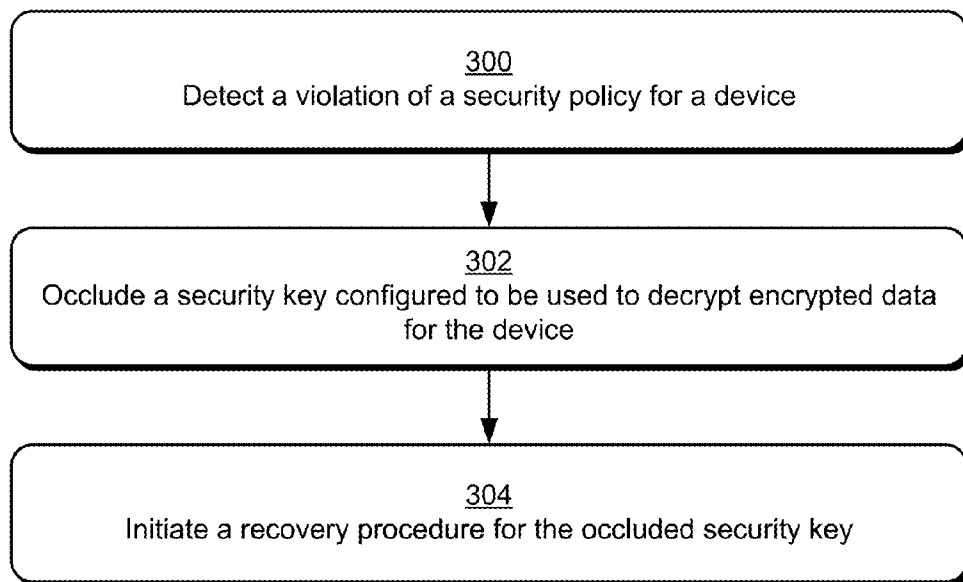 300
Detect a violation of a security policy for a device
302
Occlude a security key configured to be used to decrypt encrypted data
for the device
304
Initiate a recovery procedure for the occluded security key